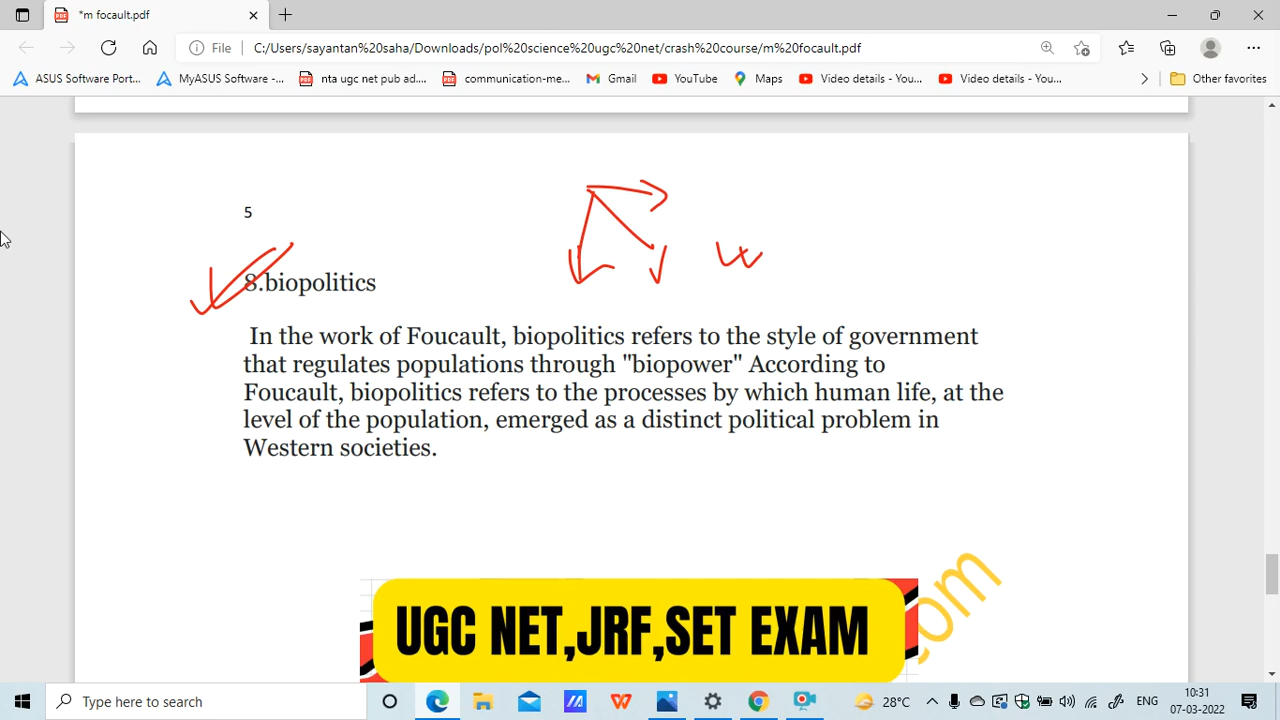 *m focault.pdf
File C:/Users/sayantan%20saha/Downloads/pol%20science%20ugc%20net/crash%20course/m%20focault.pdf
ASUS Software Port... MyASUS Software -... nta ugc net pub ad.... communication-me... Gmail YouTube Maps Video details - You... Video details - You... Other favorites
5
8.biopolitics
In the work of Foucault, biopolitics refers to the style of government
that regulates populations through "biopower" According to
Foucault, biopolitics refers to the processes by which human life, at the
level of the population, emerged as a distinct political problem in
Western societies.
om
UGC NET,JRF,SET EXAM
Type here to search
28°C ENG 10:31
07-03-2022